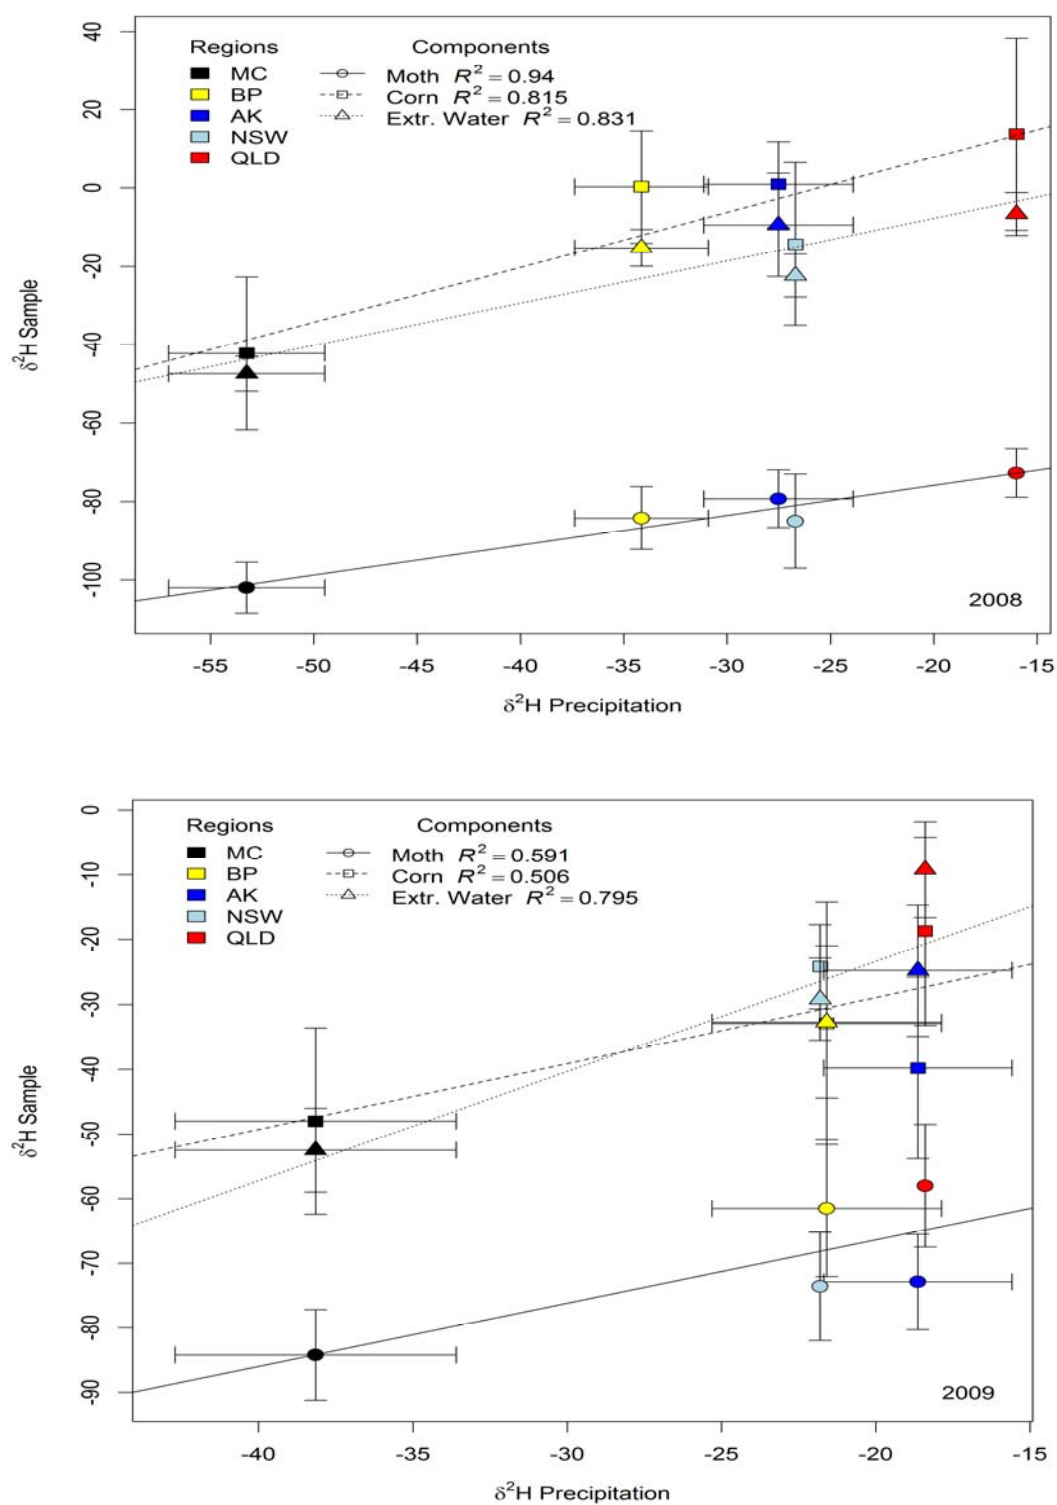 40
20
0
-20
-40
-60
-80
-100
δ²H Sample
Regions
MC
BP
AK
NSW
QLD
Components
Moth R² = 0.94
Corn R² = 0.815
Extr. Water R² = 0.831
2008
-55 -50 -45 -40 -35 -30 -25 -20 -15
δ²H Precipitation
0
-10
-20
-30
-40
-50
-60
-70
-80
-90
δ²H Sample
Regions
MC
BP
AK
NSW
QLD
Components
Moth R² = 0.591
Corn R² = 0.506
Extr. Water R² = 0.795
2009
-40 -35 -30 -25 -20 -15
δ²H Precipitation